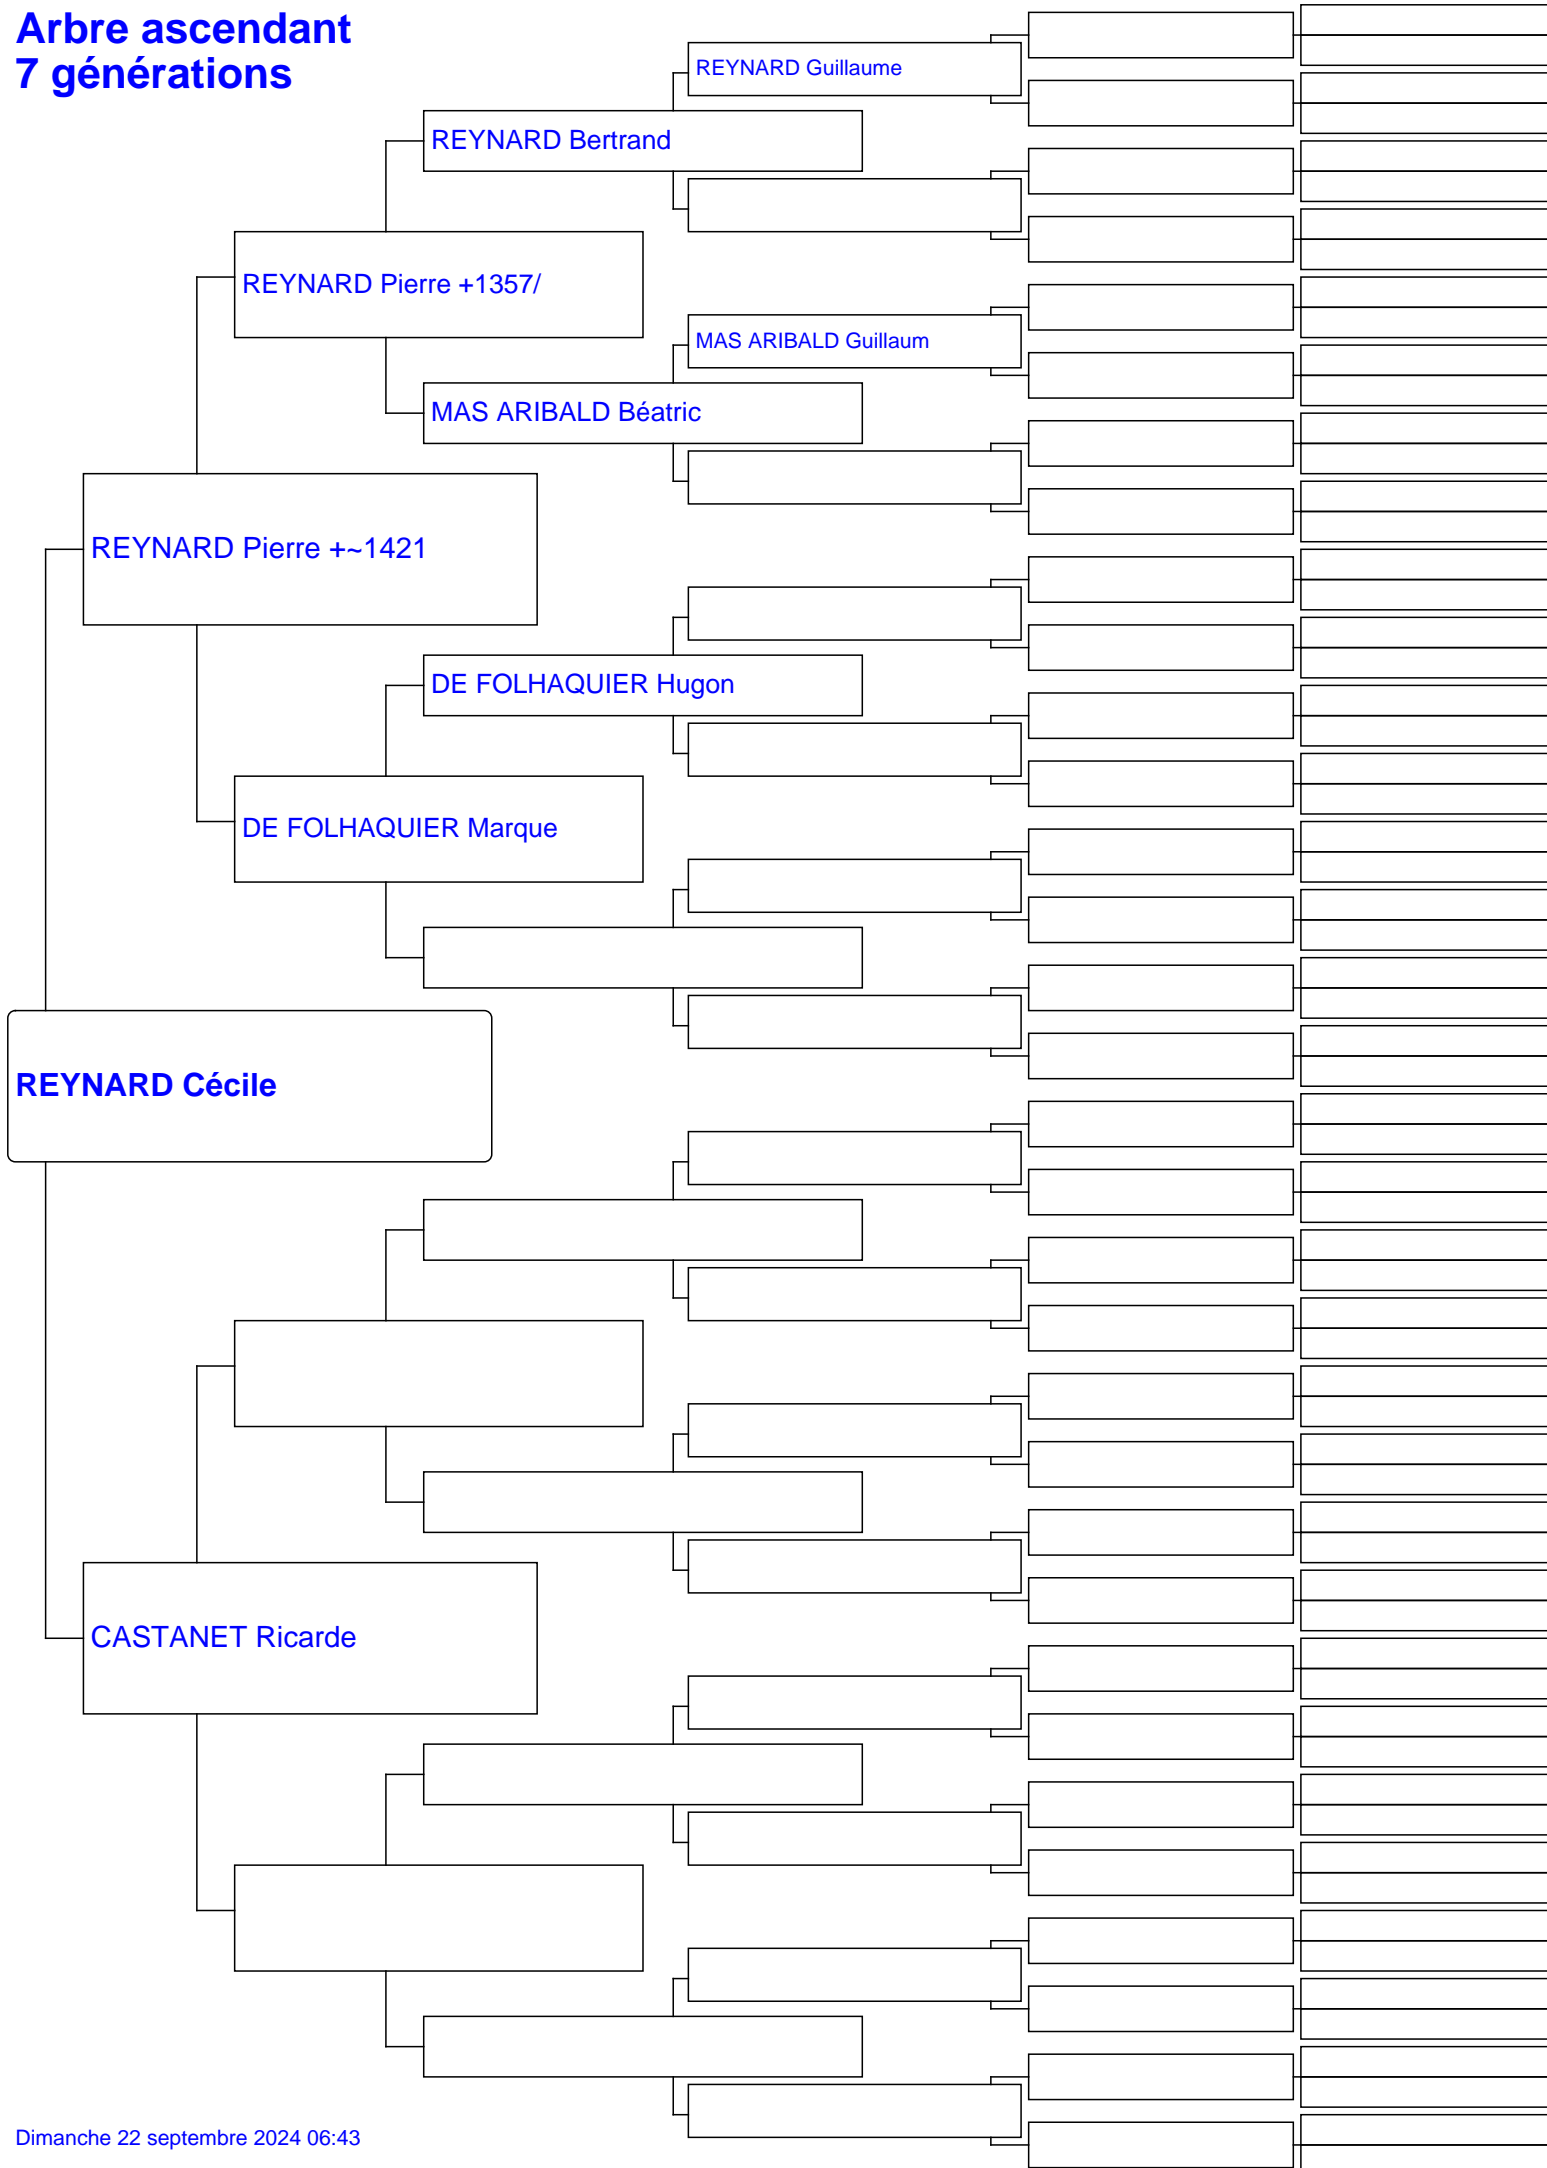 Arbre ascendant
7 générations
REYNARD Guillaume
REYNARD Bertrand
REYNARD Pierre +1357/
MAS ARIBALD Guillaum
MAS ARIBALD Béatric
REYNARD Pierre +~1421
DE FOLHAQUIER Hugon
DE FOLHAQUIER Marque
REYNARD Cécile
CASTANET Ricarde
Dimanche 22 septembre 2024 06:43